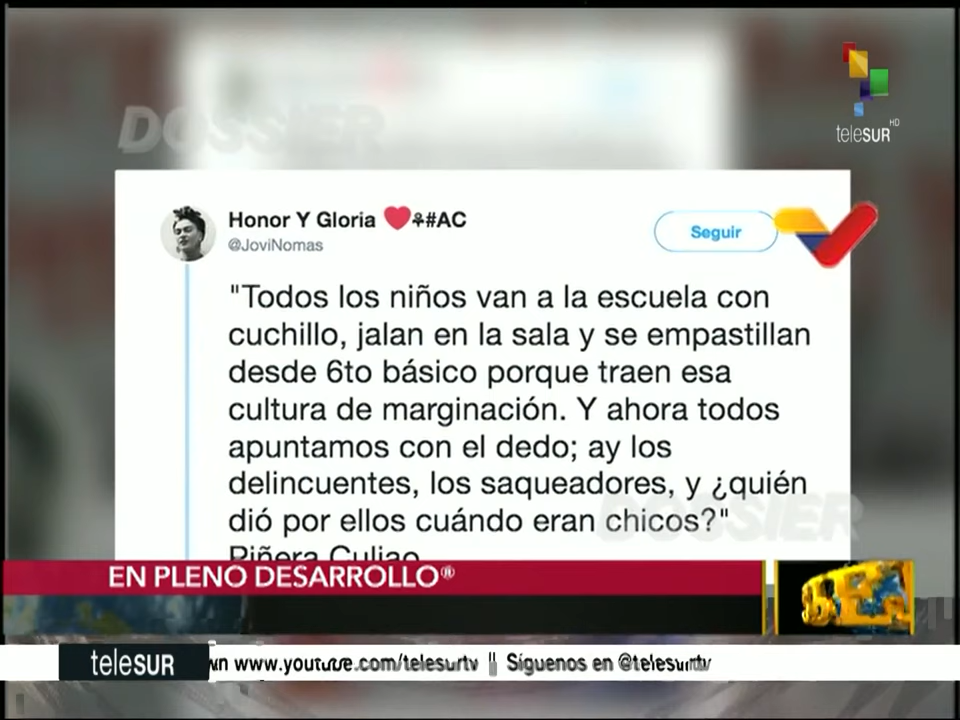 DOSSIER
HD
teleSUR
Honor Y Gloria ❤️⚘#AC
@JoviNomas
Seguir
"Todos los niños van a la escuela con
cuchillo, jalan en la sala y se empastillan
desde 6to básico porque traen esa
cultura de marginación. Y ahora todos
apuntamos con el dedo; ay los
delincuentes, los saqueadores, y ¿quién
dió por ellos cuándo eran chicos?"
Piñera Culiao
DOSSIER
EN PLENO DESARROLLO®
teleSUR
wn www.youtube.com/telesurtv || Síguenos en @telesurtv